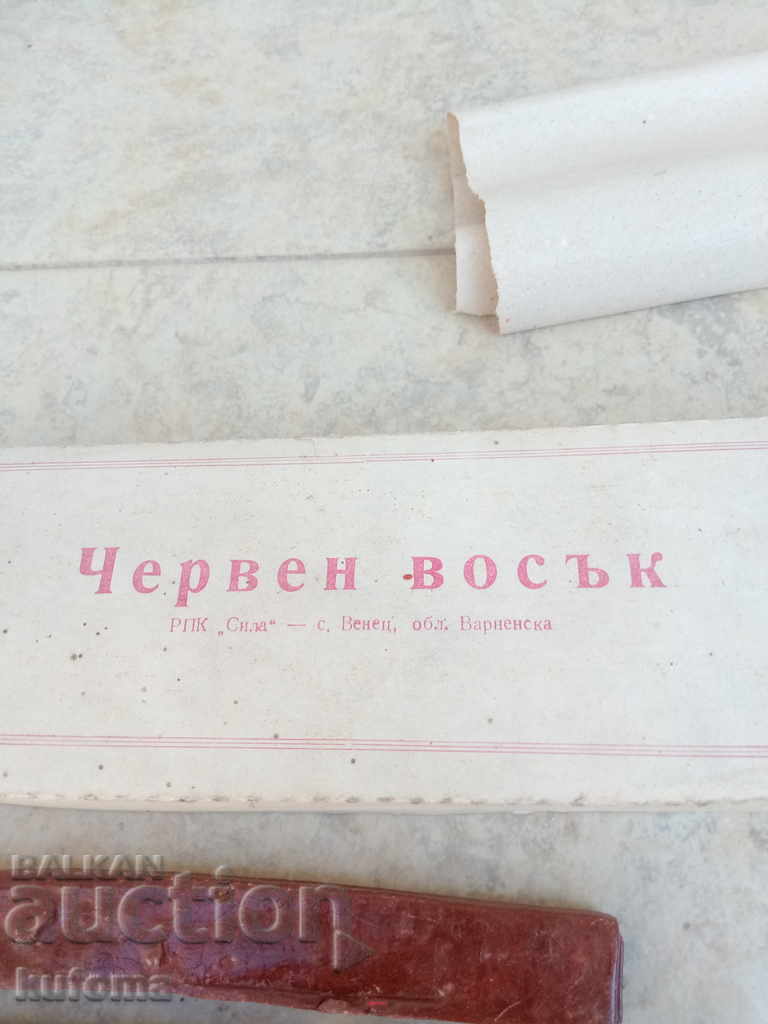 Червен восък
РПК „Сила“ — с. Венец, обл. Варненска
BALKAN
auction
kufoma